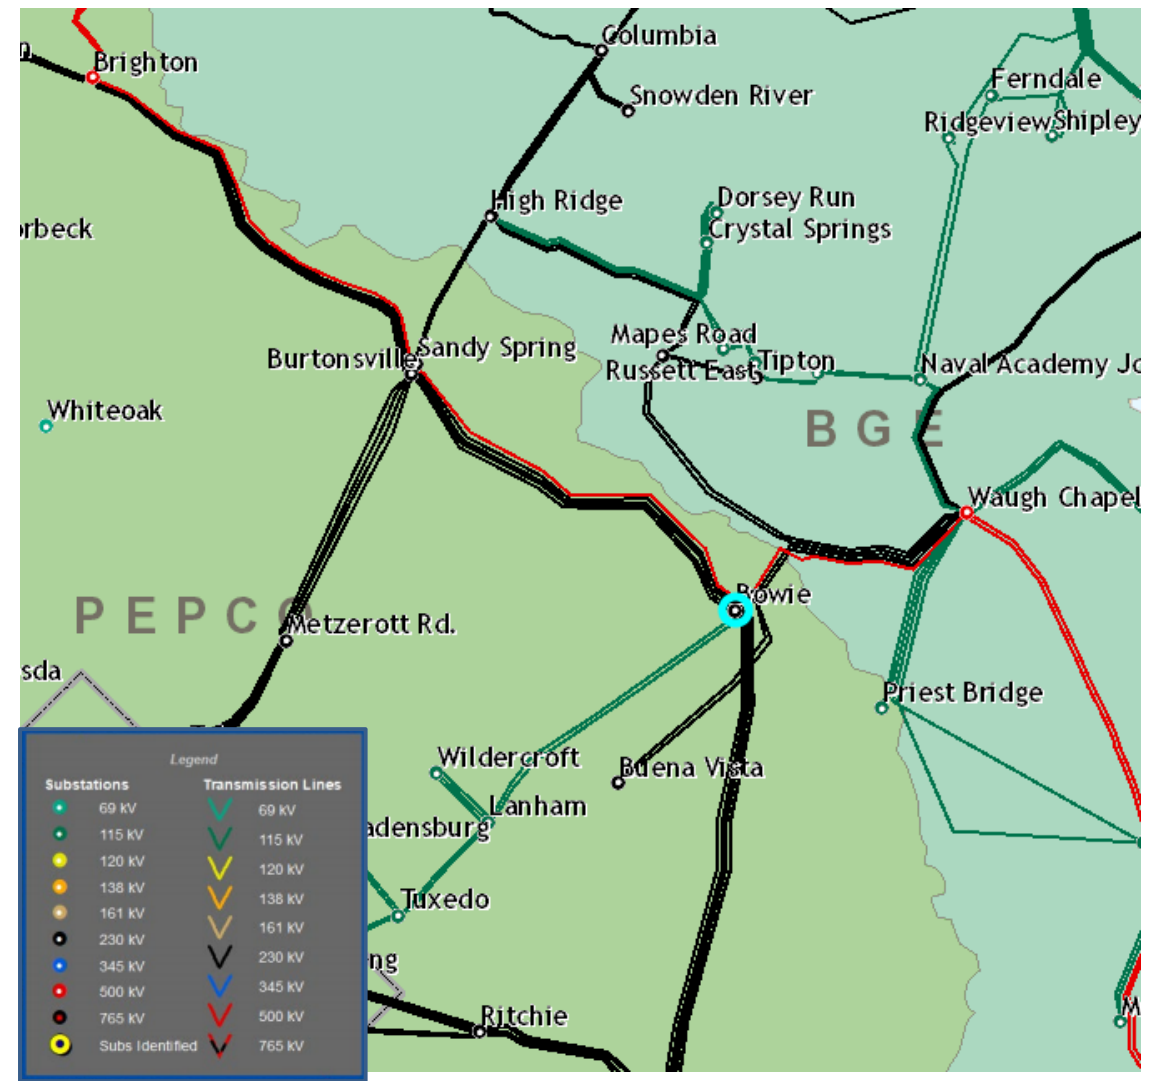 Columbia
Brighton
Snowden River
Ferndale
Ridgeview
Shipley
High Ridge
Dorsey Run
Crystal Springs
orbeck
Mapes Road
Burtonsville
Sandy Spring
Russett East
Tipton
Naval Academy Jc
Whiteoak
BGE
Waugh Chapel
Bowie
PEPCO
Metzerott Rd.
sda
Priest Bridge
Wildercroft
Buena Vista
Lanham
adensburg
Tuxedo
ng
Ritchie
M
Legend
Substations Transmission Lines
69 kV 69 kV
115 kV 115 kV
120 kV 120 kV
138 kV 138 kV
161 kV 161 kV
230 kV 230 kV
345 kV 345 kV
500 kV 500 kV
765 kV 765 kV
Subs Identified